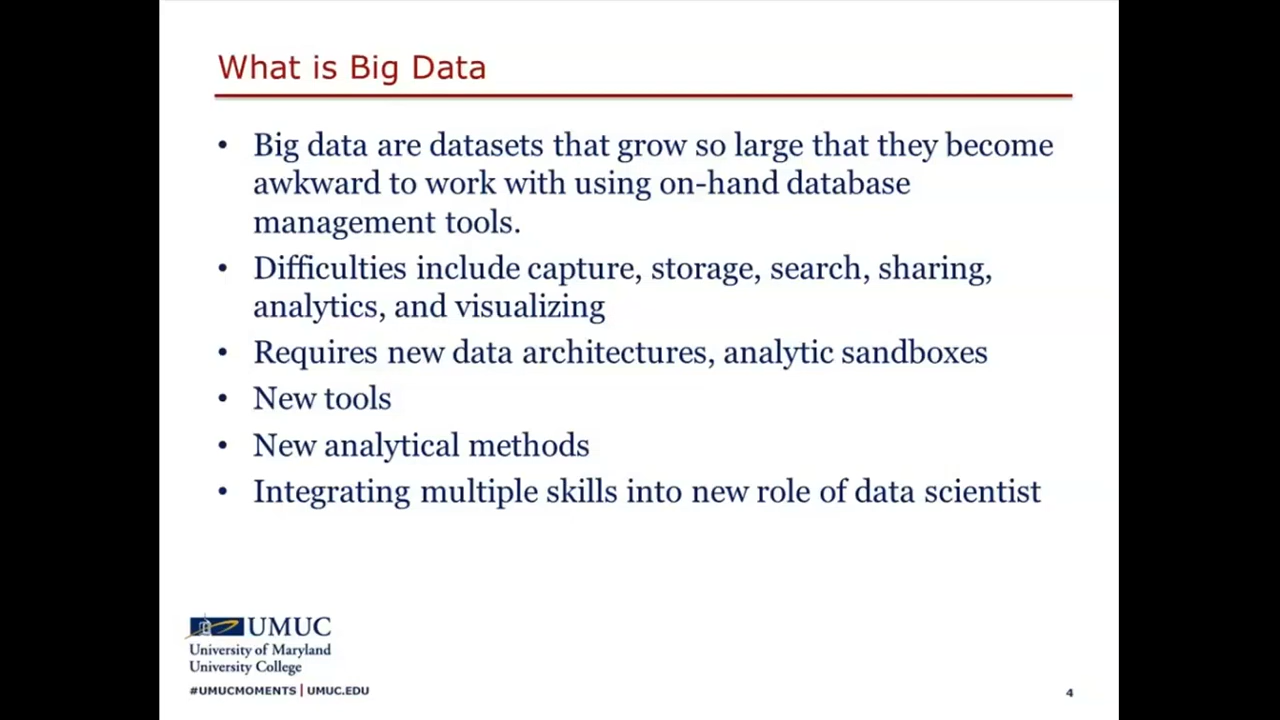 What is Big Data
• Big data are datasets that grow so large that they become
awkward to work with using on-hand database
management tools.
• Difficulties include capture, storage, search, sharing,
analytics, and visualizing
• Requires new data architectures, analytic sandboxes
• New tools
• New analytical methods
• Integrating multiple skills into new role of data scientist
UMUC
University of Maryland
University College
#UMUCMOMENTS | UMUC.EDU
4